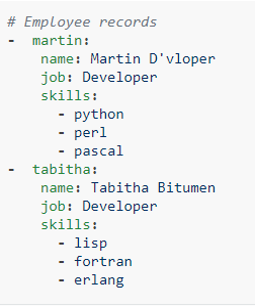 # Employee records
- martin:
name: Martin D'vloper
job: Developer
skills:
- python
- perl
- pascal
- tabitha:
name: Tabitha Bitumen
job: Developer
skills:
- lisp
- fortran
- erlang